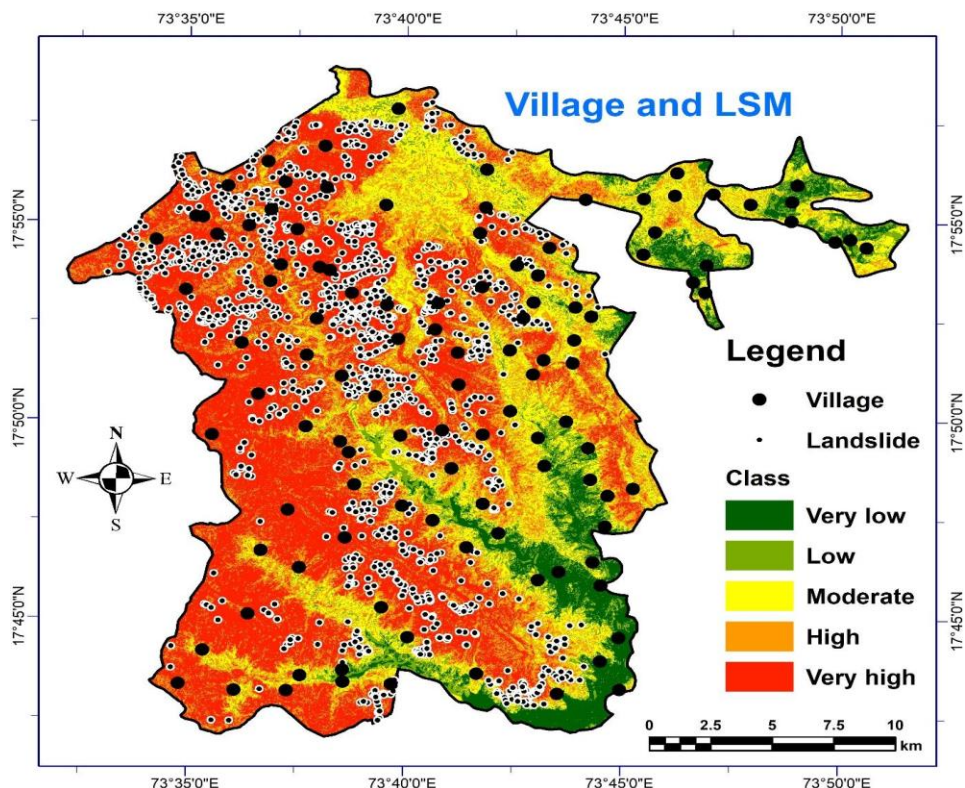 73°35'0"E 73°40'0"E 73°45'0"E 73°50'0"E
Village and LSM
17°55'0"N 17°55'0"N
17°50'0"N 17°50'0"N
17°45'0"N 17°45'0"N
N
W E
S
Legend
Village
Landslide
Class
Very low
Low
Moderate
High
Very high
0 2.5 5 7.5 10
km
73°35'0"E 73°40'0"E 73°45'0"E 73°50'0"E